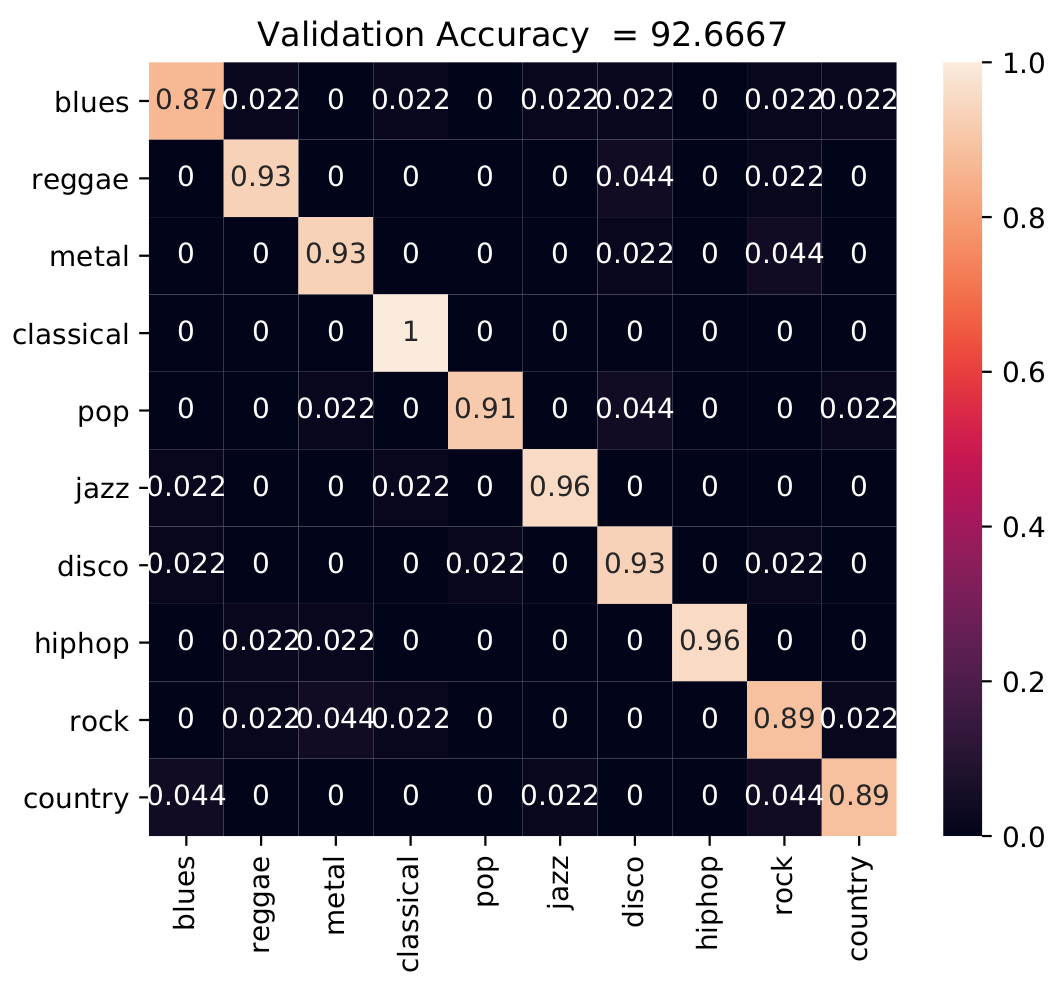 Validation Accuracy = 92.6667
blues 0.87 0.022 0 0.022 0 0.022 0.022 0 0.022 0.022
reggae 0 0.93 0 0 0 0 0.044 0 0.022 0
metal 0 0 0.93 0 0 0 0.022 0 0.044 0
classical 0 0 0 1 0 0 0 0 0 0
pop 0 0 0.022 0 0.91 0 0.044 0 0 0.022
jazz 0.022 0 0 0.022 0 0.96 0 0 0 0
disco 0.022 0 0 0 0.022 0 0.93 0 0.022 0
hiphop 0 0.022 0.022 0 0 0 0 0.96 0 0
rock 0 0.022 0.044 0.022 0 0 0 0 0.89 0.022
country 0.044 0 0 0 0 0.022 0 0 0.044 0.89
blues reggae metal classical pop jazz disco hiphop rock country
1.0
0.8
0.6
0.4
0.2
0.0